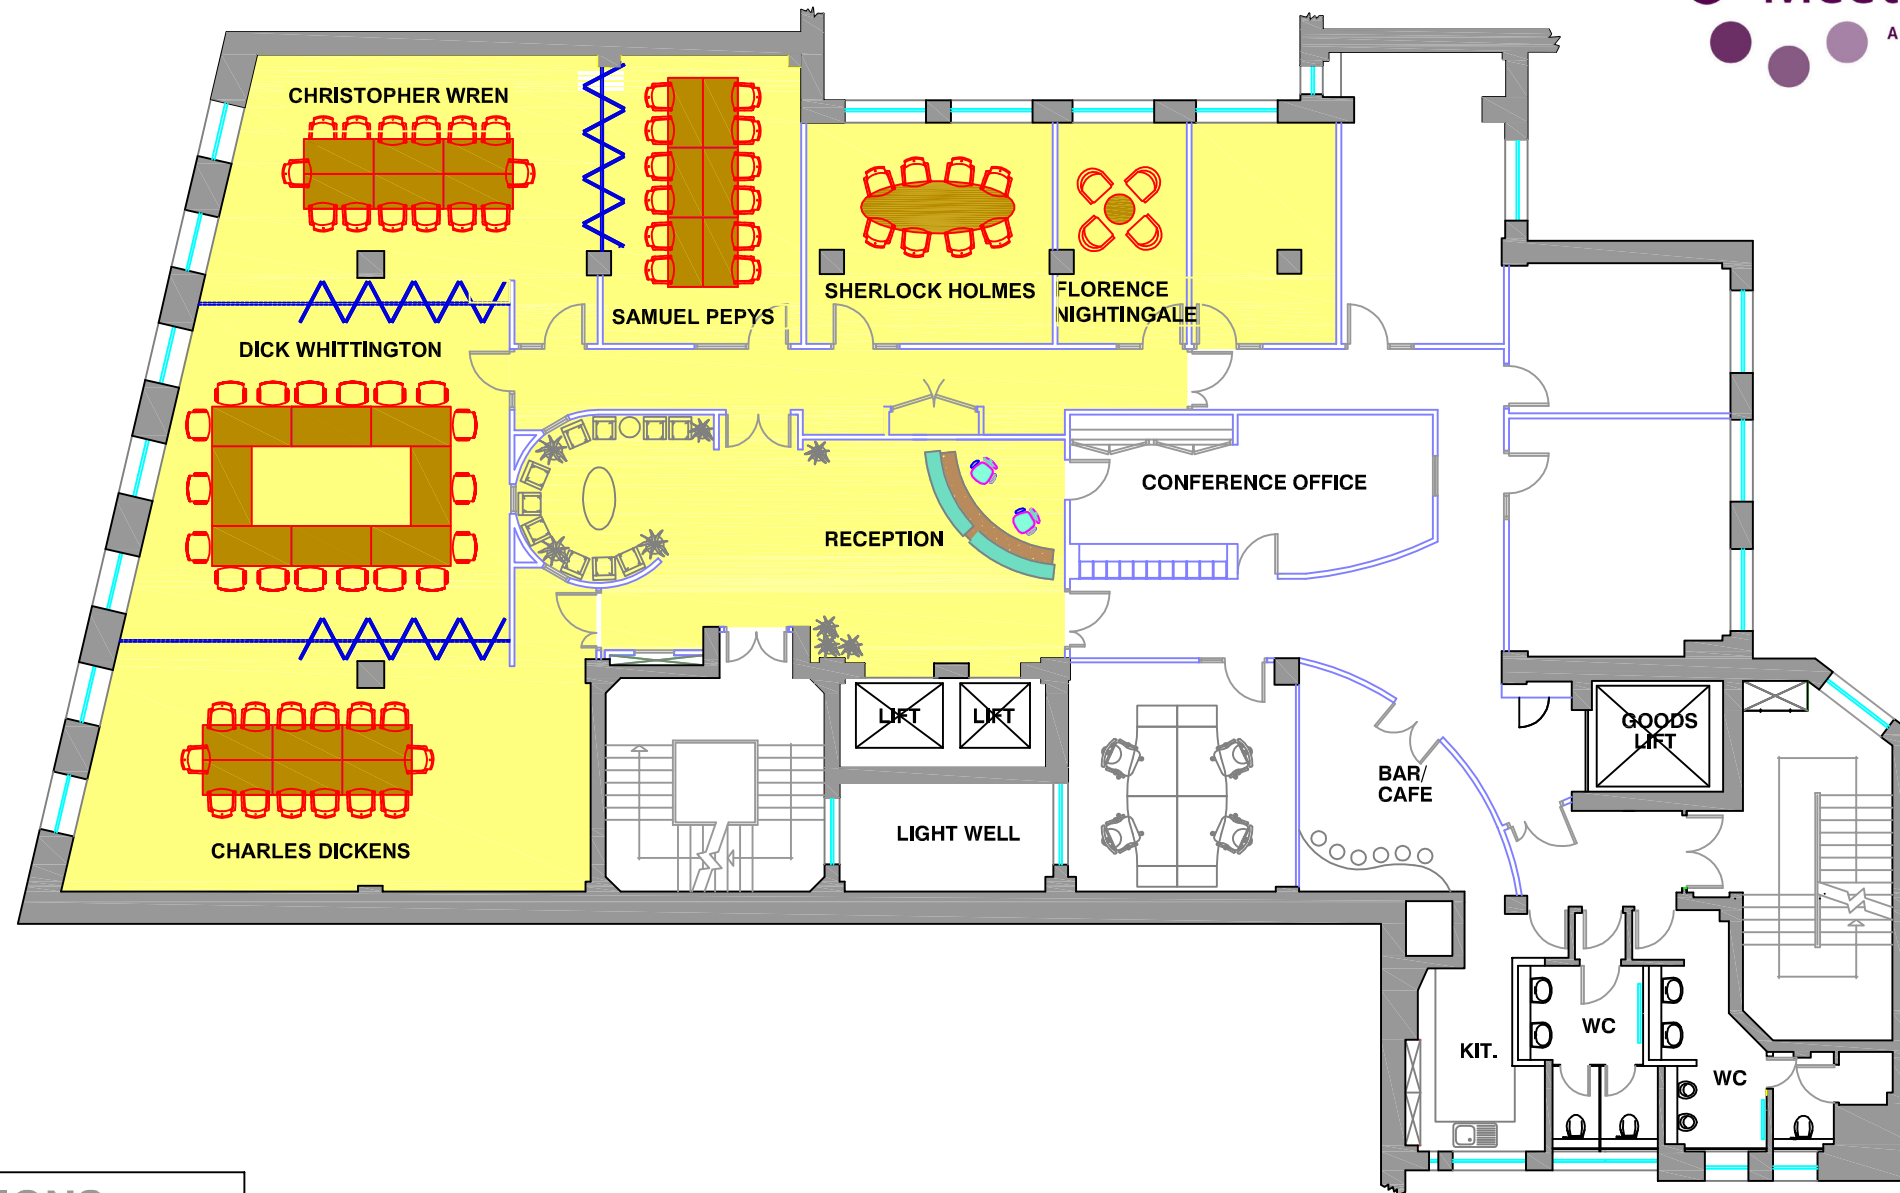 CHRISTOPHER WREN
SAMUEL PEPYS
SHERLOCK HOLMES
FLORENCE
NIGHTINGALE
DICK WHITTINGTON
CONFERENCE OFFICE
RECEPTION
LIFT
LIFT
GOODS
LIFT
BAR/
CAFE
LIGHT WELL
CHARLES DICKENS
WC
KIT.
WC